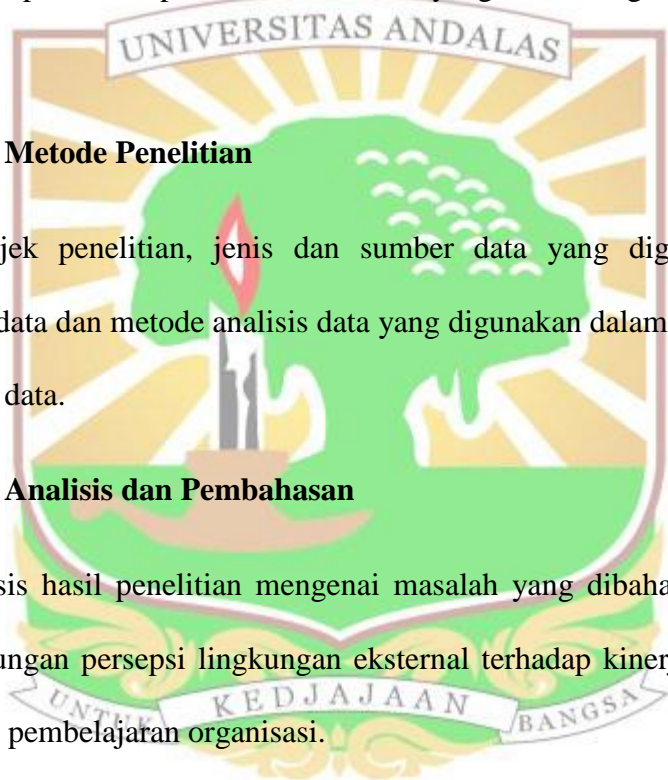 UNIVERSITAS ANDALAS
Metode Penelitian
jek penelitian, jenis dan sumber data yang dig
data dan metode analisis data yang digunakan dalam
data.
Analisis dan Pembahasan
sis hasil penelitian mengenai masalah yang dibaha
ungan persepsi lingkungan eksternal terhadap kiner
pembelajaran organisasi.
UNTUK KEDJAJAAN BANGSA